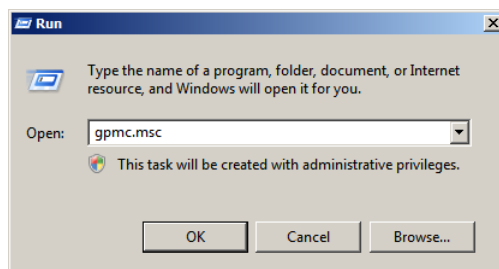 Run
Type the name of a program, folder, document, or Internet
resource, and Windows will open it for you.
Open: gpmc.msc
This task will be created with administrative privileges.
OK Cancel Browse...